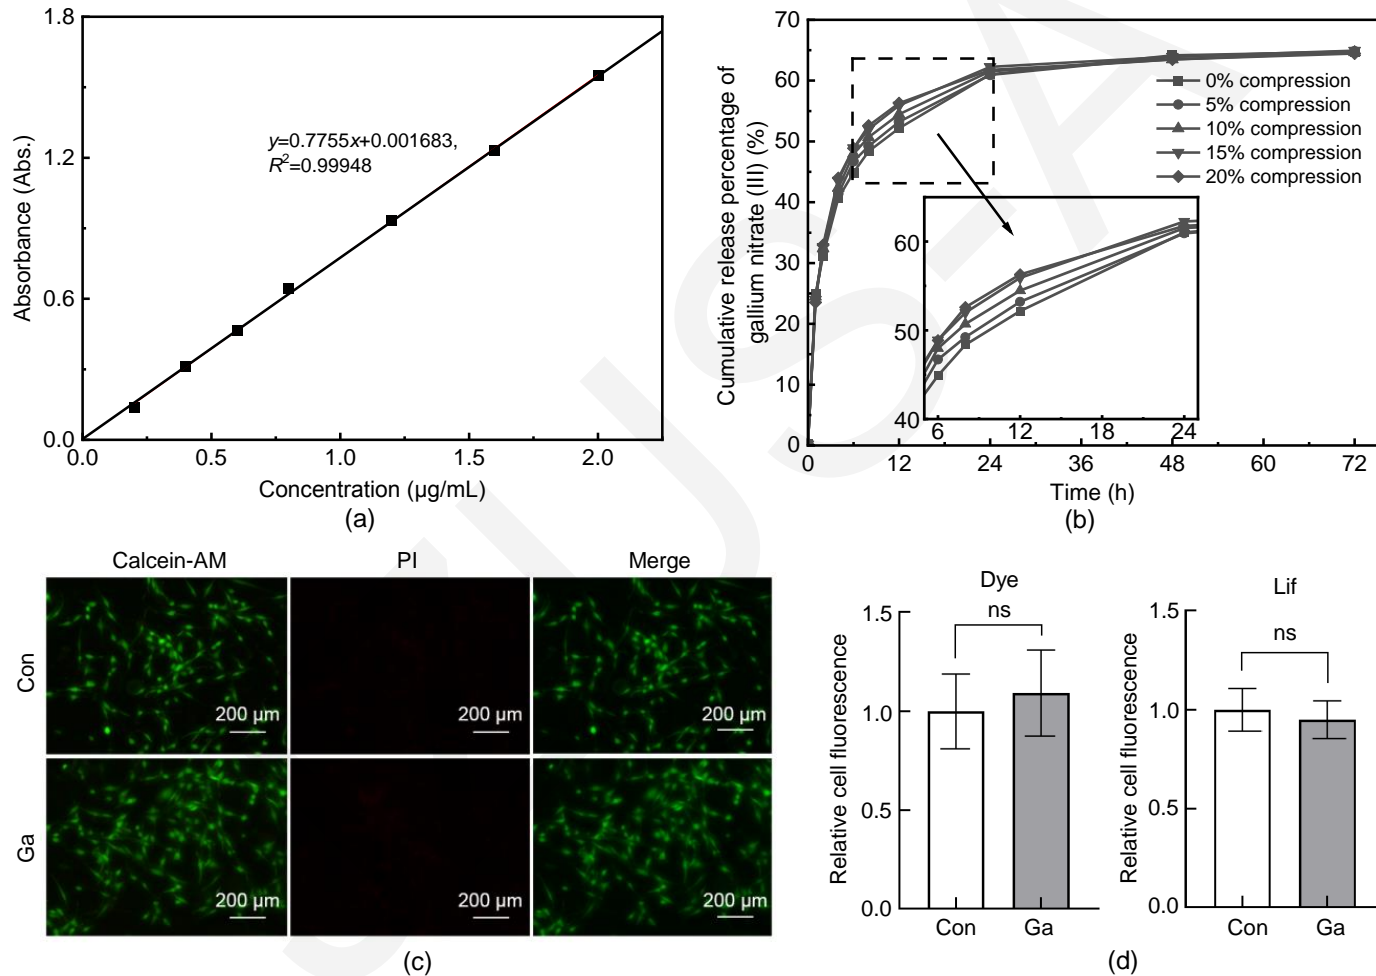 1.8
1.2
0.6
0.0
Absorbance (Abs.)
y=0.7755x+0.001683,
R²=0.99948
0.0 0.5 1.0 1.5 2.0
Concentration (μg/mL)
(a)
70
60
50
40
30
20
10
0
Cumulative release percentage of
gallium nitrate (III) (%)
0% compression
5% compression
10% compression
15% compression
20% compression
60
50
40
6 12 18 24
0 12 24 36 48 60 72
Time (h)
(b)
Calcein-AM PI Merge
Con
200 μm 200 μm 200 μm
Ga
200 μm 200 μm 200 μm
(c)
Dye
ns
1.5
1.0
0.5
0.0
Relative cell fluorescence
Con Ga
Lif
ns
1.5
1.0
0.5
0.0
Relative cell fluorescence
Con Ga
(d)